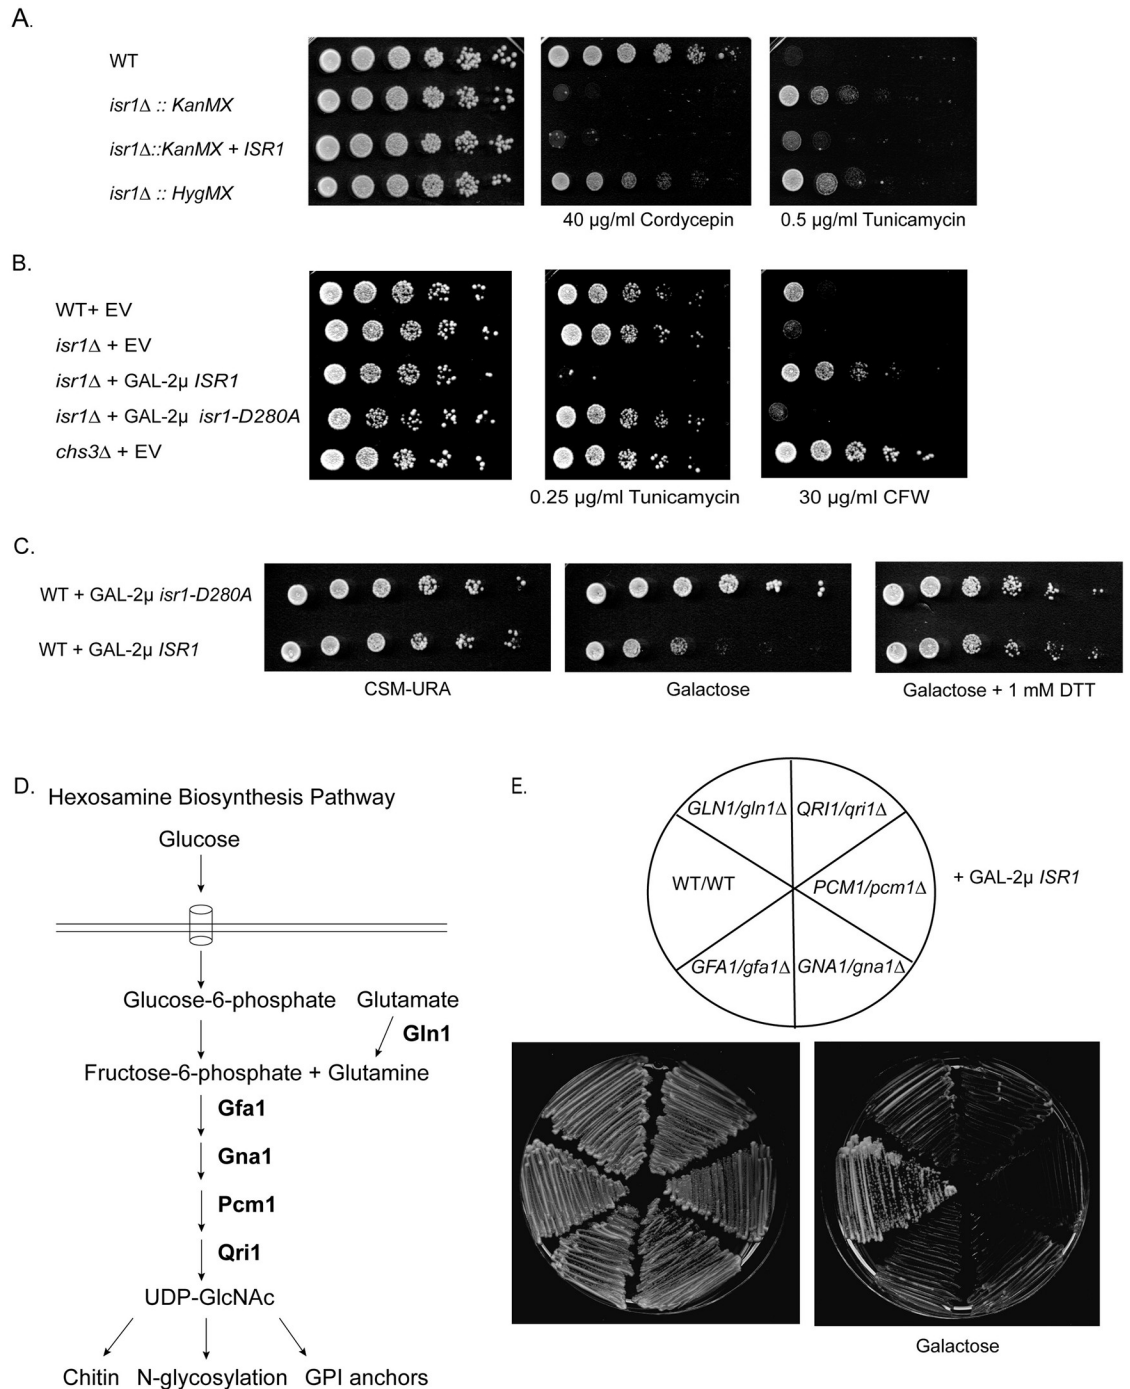 A.
WT
isr1Δ :: KanMX
isr1Δ::KanMX + ISR1
isr1Δ :: HygMX
40 µg/ml Cordycepin
0.5 µg/ml Tunicamycin
B.
WT+ EV
isr1Δ + EV
isr1Δ + GAL-2µ ISR1
isr1Δ + GAL-2µ isr1-D280A
chs3Δ + EV
0.25 µg/ml Tunicamycin
30 µg/ml CFW
C.
WT + GAL-2µ isr1-D280A
WT + GAL-2µ ISR1
CSM-URA
Galactose
Galactose + 1 mM DTT
D.
Hexosamine Biosynthesis Pathway
Glucose
Glucose-6-phosphate
Glutamate
Gln1
Fructose-6-phosphate + Glutamine
Gfa1
Gna1
Pcm1
Qri1
UDP-GlcNAc
Chitin
N-glycosylation
GPI anchors
E.
GLN1/gln1Δ
QRI1/qri1Δ
WT/WT
PCM1/pcm1Δ
+ GAL-2µ ISR1
GFA1/gfa1Δ
GNA1/gna1Δ
Galactose